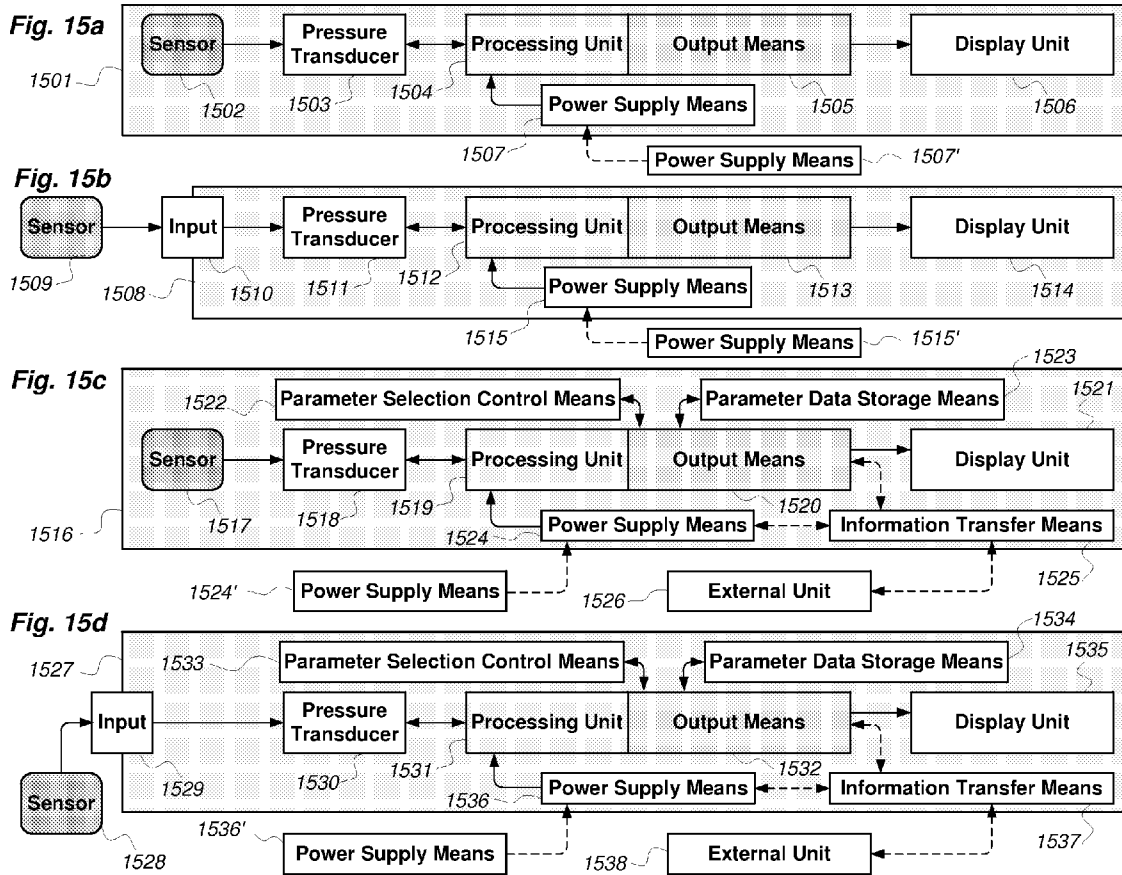 Fig. 15a
Sensor
Pressure
Transducer
Processing Unit
Output Means
Display Unit
1501
1502
1503
1504
1505
1506
Power Supply Means
1507
Power Supply Means
1507'
Fig. 15b
Sensor
Input
Pressure
Transducer
Processing Unit
Output Means
Display Unit
1509
1508
1510
1511
1512
1513
1514
Power Supply Means
1515
Power Supply Means
1515'
Fig. 15c
1523
1522
Parameter Selection Control Means
Parameter Data Storage Means
1521
Sensor
Pressure
Transducer
Processing Unit
Output Means
Display Unit
1516
1517
1518
1519
1520
1524
Power Supply Means
Information Transfer Means
1525
1524'
Power Supply Means
1526
External Unit
Fig. 15d
1534
1527
1533
Parameter Selection Control Means
Parameter Data Storage Means
1535
Input
Pressure
Transducer
Processing Unit
Output Means
Display Unit
1529
1530
1531
1532
Sensor
1528
1536
Power Supply Means
Information Transfer Means
1537
1536'
Power Supply Means
1538
External Unit